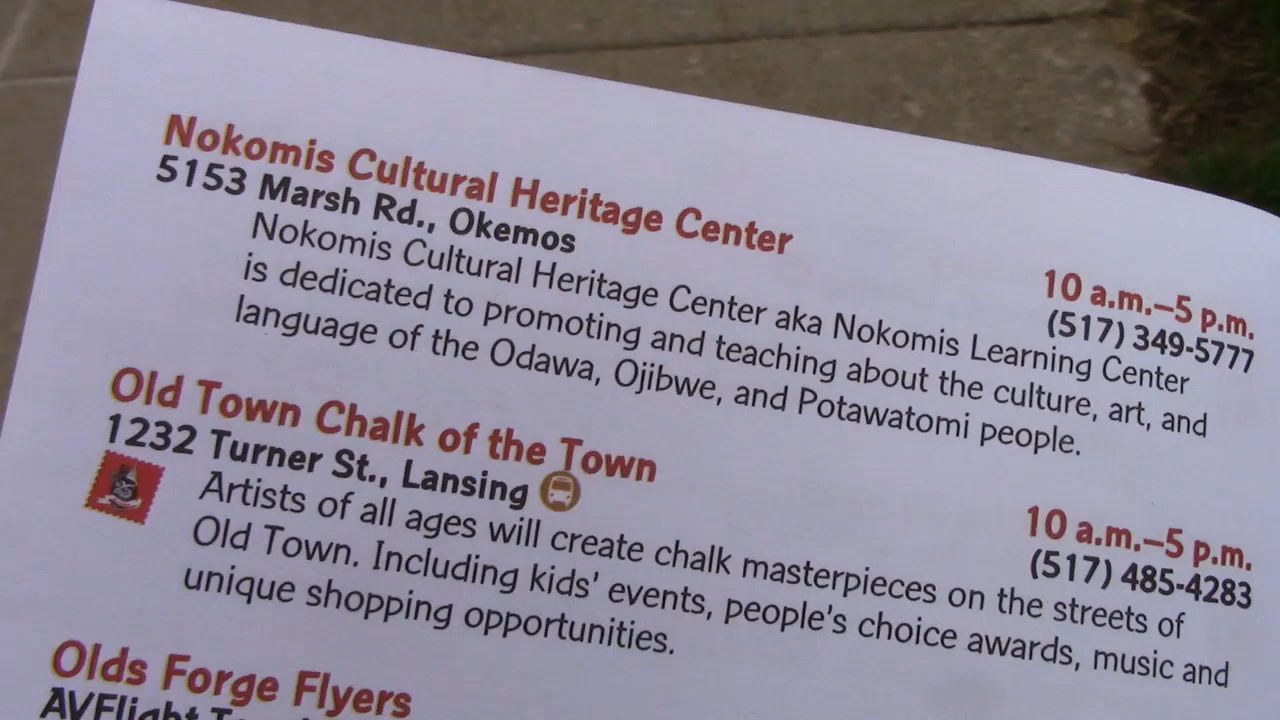 Nokomis Cultural Heritage Center
5153 Marsh Rd., Okemos
10 a.m.–5 p.m.
(517) 349-5777
Nokomis Cultural Heritage Center aka Nokomis Learning Center
is dedicated to promoting and teaching about the culture, art, and
language of the Odawa, Ojibwe, and Potawatomi people.
Old Town Chalk of the Town
1232 Turner St., Lansing
10 a.m.–5 p.m.
(517) 485-4283
Artists of all ages will create chalk masterpieces on the streets of
Old Town. Including kids' events, people's choice awards, music and
unique shopping opportunities.
Olds Forge Flyers
AVFlight